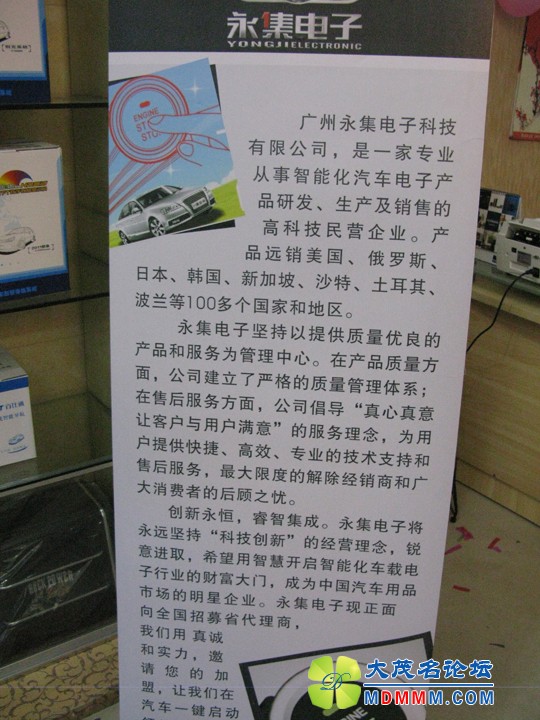 永集电子
YONGJIELECTRONIC
ENGINE
广州永集电子科技
有限公司，是一家专业
从事智能化汽车电子产
品研发、生产及销售的
高科技民营企业。产
品远销美国、俄罗斯、
日本、韩国、新加坡、沙特、土耳其、
波兰等100多个国家和地区。
永集电子坚持以提供质量优良的
产品和服务为管理中心。在产品质量方
面，公司建立了严格的质量管理体系；
在售后服务方面，公司倡导“真心真意
让客户与用户满意”的服务理念，为用
户提供快捷、高效、专业的技术支持和
售后服务，最大限度的解除经销商和广
大消费者的后顾之忧。
创新永恒，睿智集成。永集电子将
永远坚持“科技创新”的经营理念，锐
意进取，希望用智慧开启智能化车载电
子行业的财富大门，成为中国汽车用品
市场的明星企业。永集电子现正面
向全国招募省代理商，
我们用 真诚
和实力，邀
请 您 的 加
盟，让我们在
汽车一键启动
大茂名论坛
MDMMM.COM